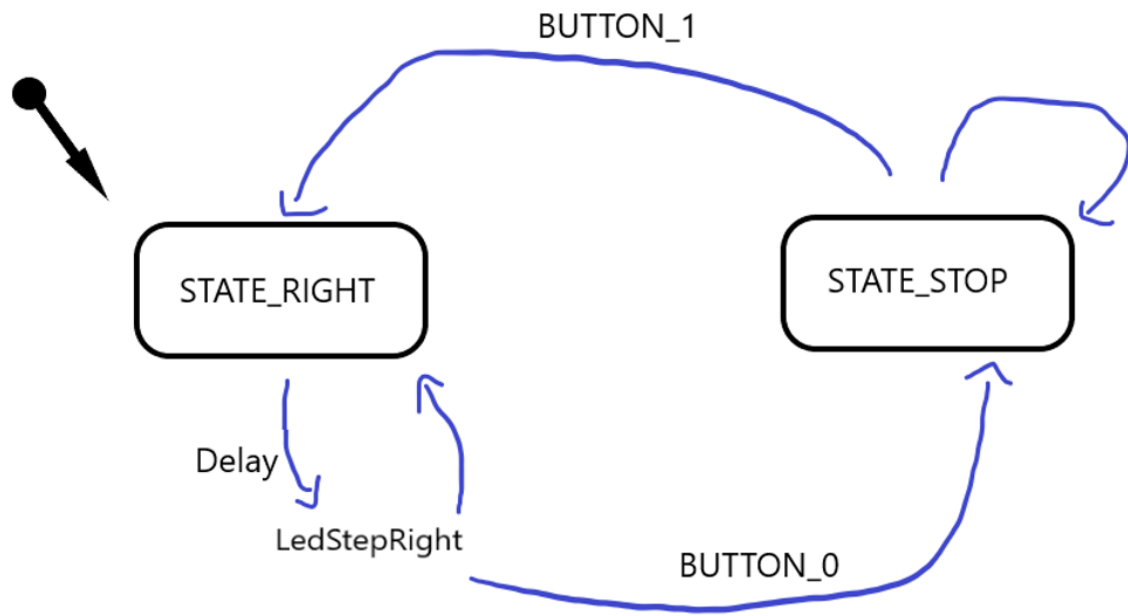 BUTTON_1
STATE_RIGHT
STATE_STOP
Delay
LedStepRight
BUTTON_0